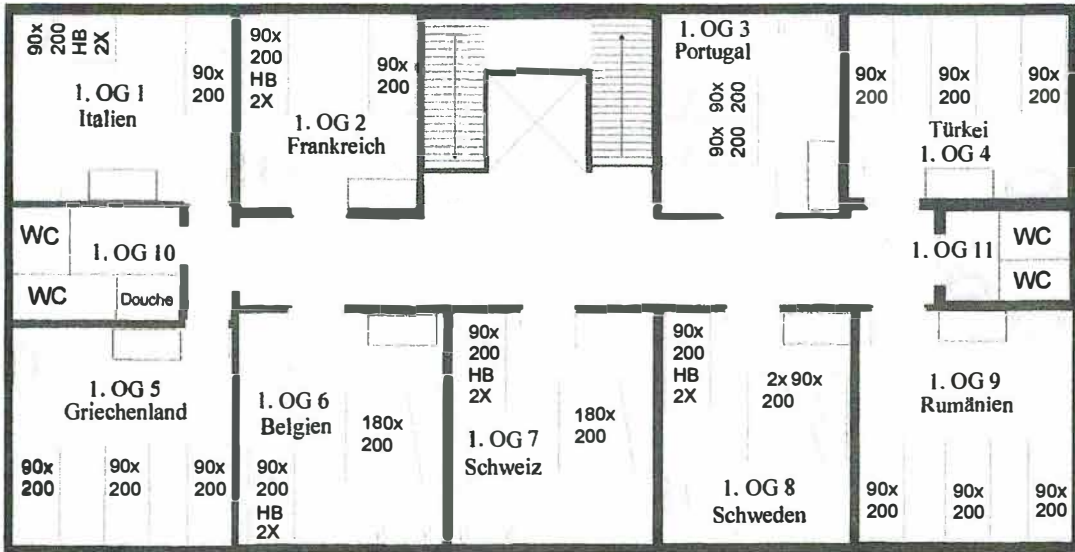 90x
200
HB
2X
90x
200
1. OG 1
Italien
90x
200
HB
2X
90x
200
1. OG 2
Frankreich
1. OG 3
Portugal
90x
200
90x
200
90x
200
90x
200
90x
200
Türkei
1. OG 4
WC
1. OG 10
WC
Douche
1. OG 11
WC
WC
1. OG 5
Griechenland
90x
200
90x
200
90x
200
1. OG 6
Belgien
180x
200
90x
200
HB
2X
90x
200
HB
2X
1. OG 7
Schweiz
180x
200
90x
200
HB
2X
2x 90x
200
1. OG 8
Schweden
1. OG 9
Rumänien
90x
200
90x
200
90x
200